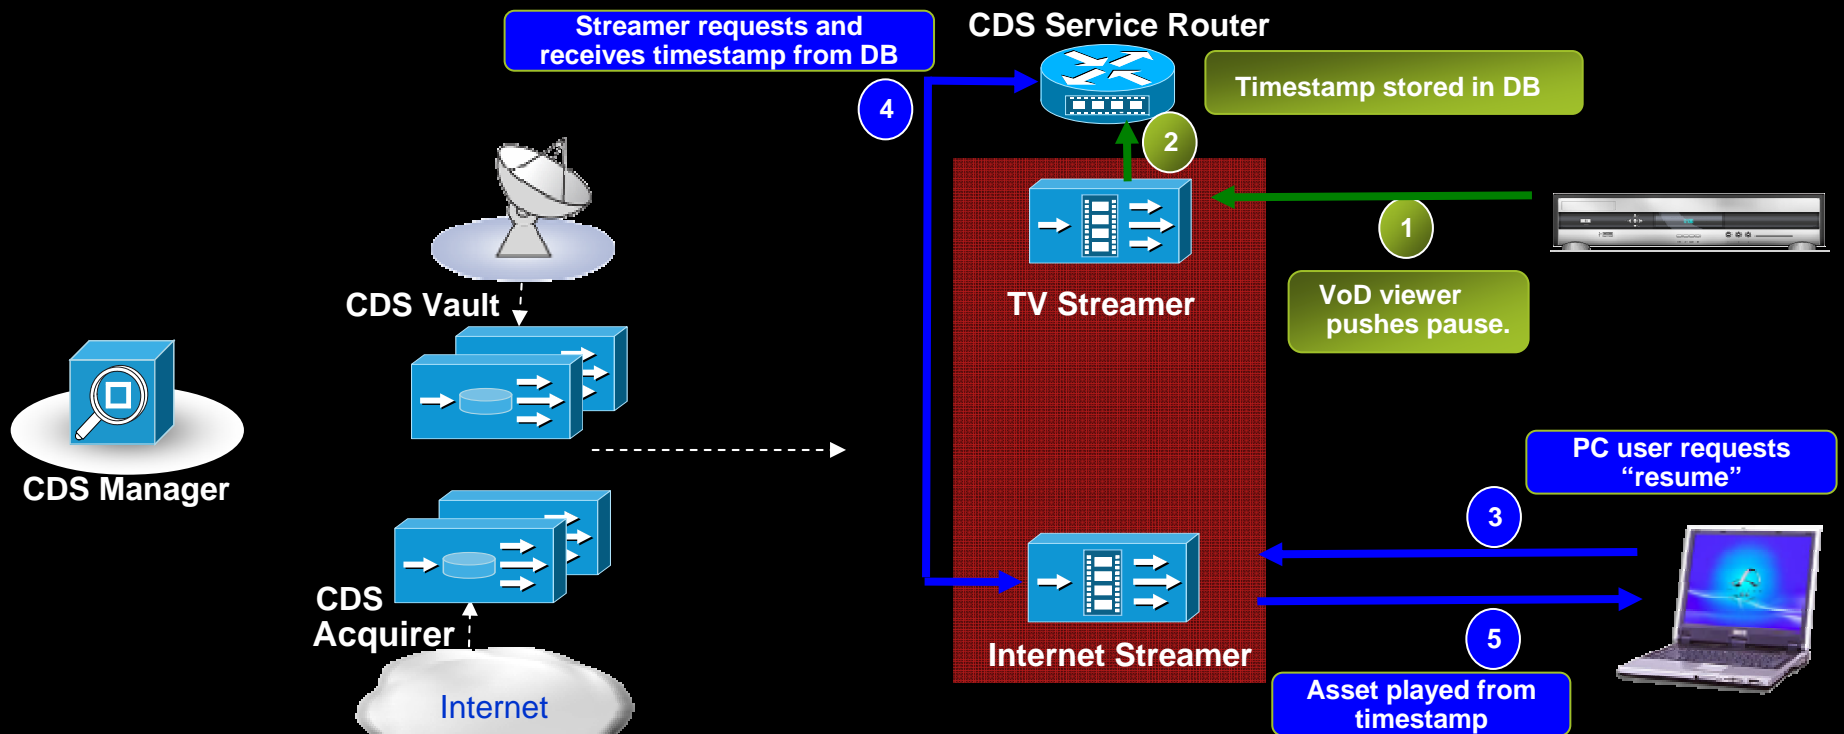 Streamer requests and
receives timestamp from DB
CDS Service Router
4
Timestamp stored in DB
2
1
CDS Vault
TV Streamer
VoD viewer
pushes pause.
CDS Manager
PC user requests
“resume”
3
CDS
Acquirer
Internet Streamer
5
Internet
Asset played from
timestamp